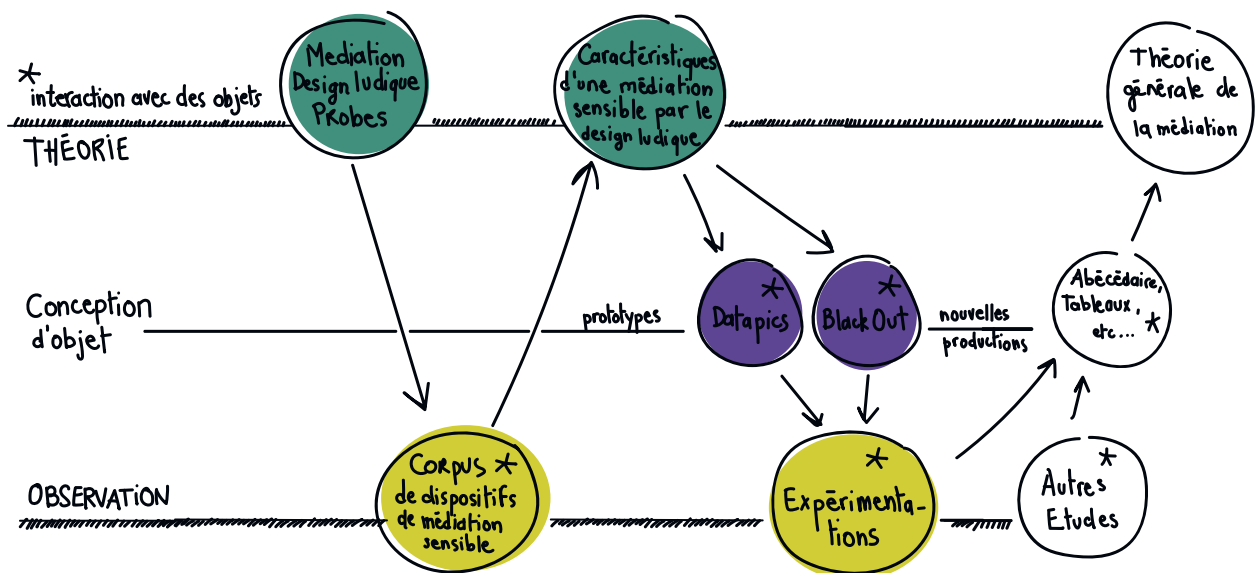 *
interaction avec des objets
THÉORIE
Mediation
Design ludique
Probes
Caractéristiques
d'une médiation
sensible par le
design ludique
Théorie
générale de
la médiation
Conception
d'objet
prototypes
Datapics *
BlackOut *
nouvelles
productions
Abécédaire,
Tableaux,
etc... *
OBSERVATION
Corpus *
de dispositifs
de médiation
sensible
*
Expérimenta-
tions
*
Autres
Etudes